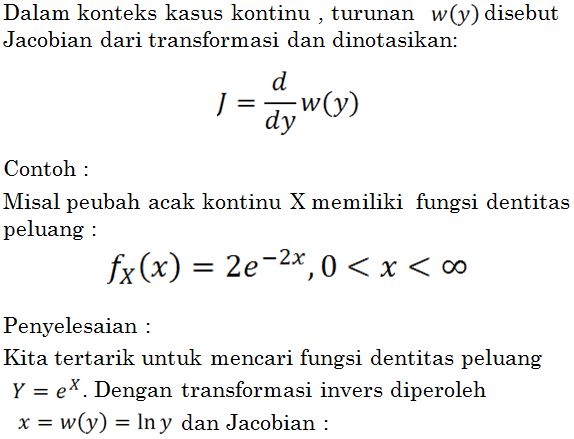 Dalam konteks kasus kontinu , turunan w(y) disebut
Jacobian dari transformasi dan dinotasikan:
J = d/dy w(y)
Contoh :
Misal peubah acak kontinu X memiliki fungsi dentitas
peluang :
fX(x) = 2e^{−2x}, 0 < x < ∞
Penyelesaian :
Kita tertarik untuk mencari fungsi dentitas peluang
Y = e^X. Dengan transformasi invers diperoleh
x = w(y) = ln y dan Jacobian :